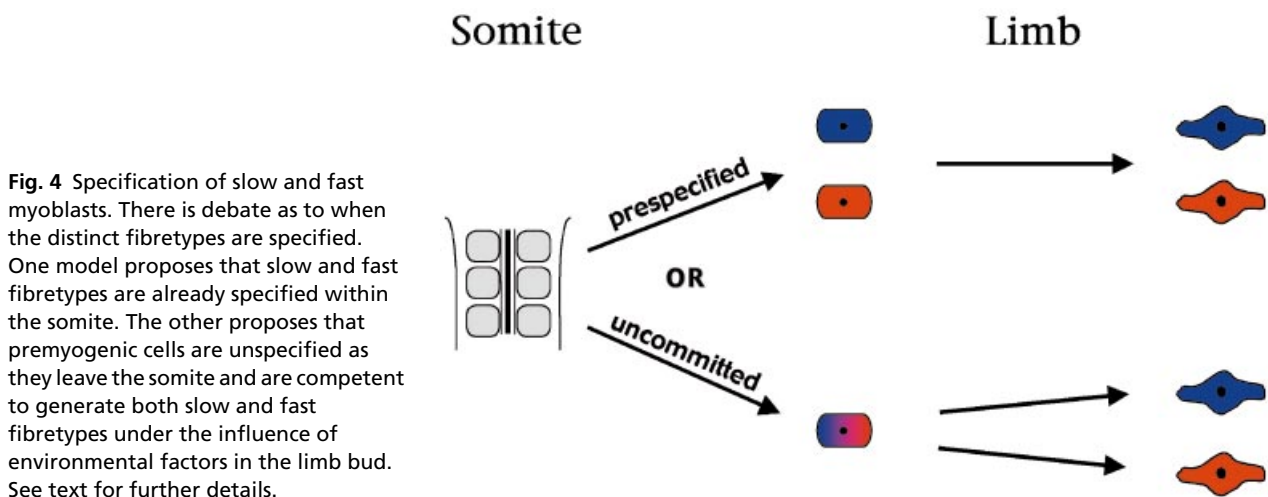 Somite
Limb
Fig. 4 Specification of slow and fast
myoblasts. There is debate as to when
the distinct fibretypes are specified.
One model proposes that slow and fast
fibretypes are already specified within
the somite. The other proposes that
premyogenic cells are unspecified as
they leave the somite and are competent
to generate both slow and fast
fibretypes under the influence of
environmental factors in the limb bud.
See text for further details.
prespecified
OR
uncommitted